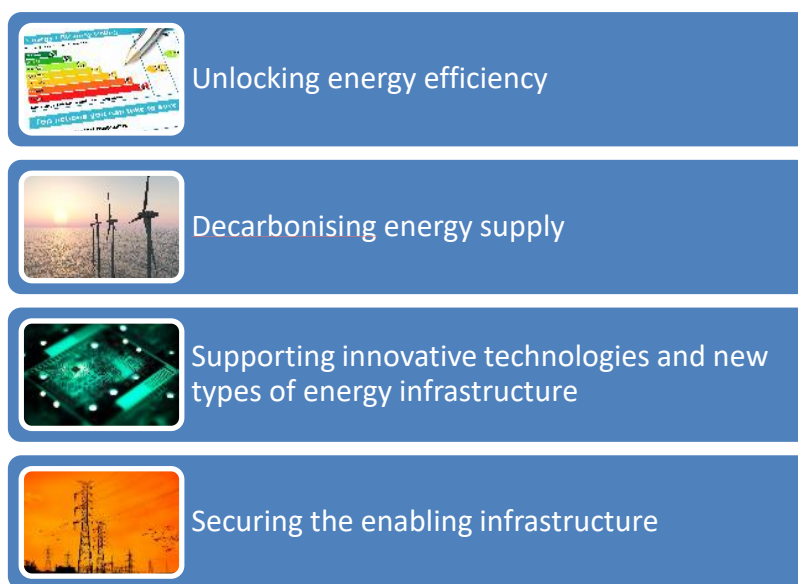 Unlocking energy efficiency
Decarbonising energy supply
Supporting innovative technologies and new
types of energy infrastructure
Securing the enabling infrastructure